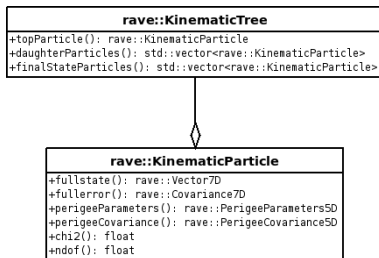 rave::KinematicTree
+topParticle(): rave::KinematicParticle
+daughterParticles(): std::vector<rave::KinematicParticle>
+finalStateParticles(): std::vector<rave::KinematicParticle>
rave::KinematicParticle
+fullstate(): rave::Vector7D
+fullerror(): rave::Covariance7D
+perigeeParameters(): rave::PerigeeParameters5D
+perigeeCovariance(): rave::PerigeeCovariance5D
+chi2(): float
+ndof(): float